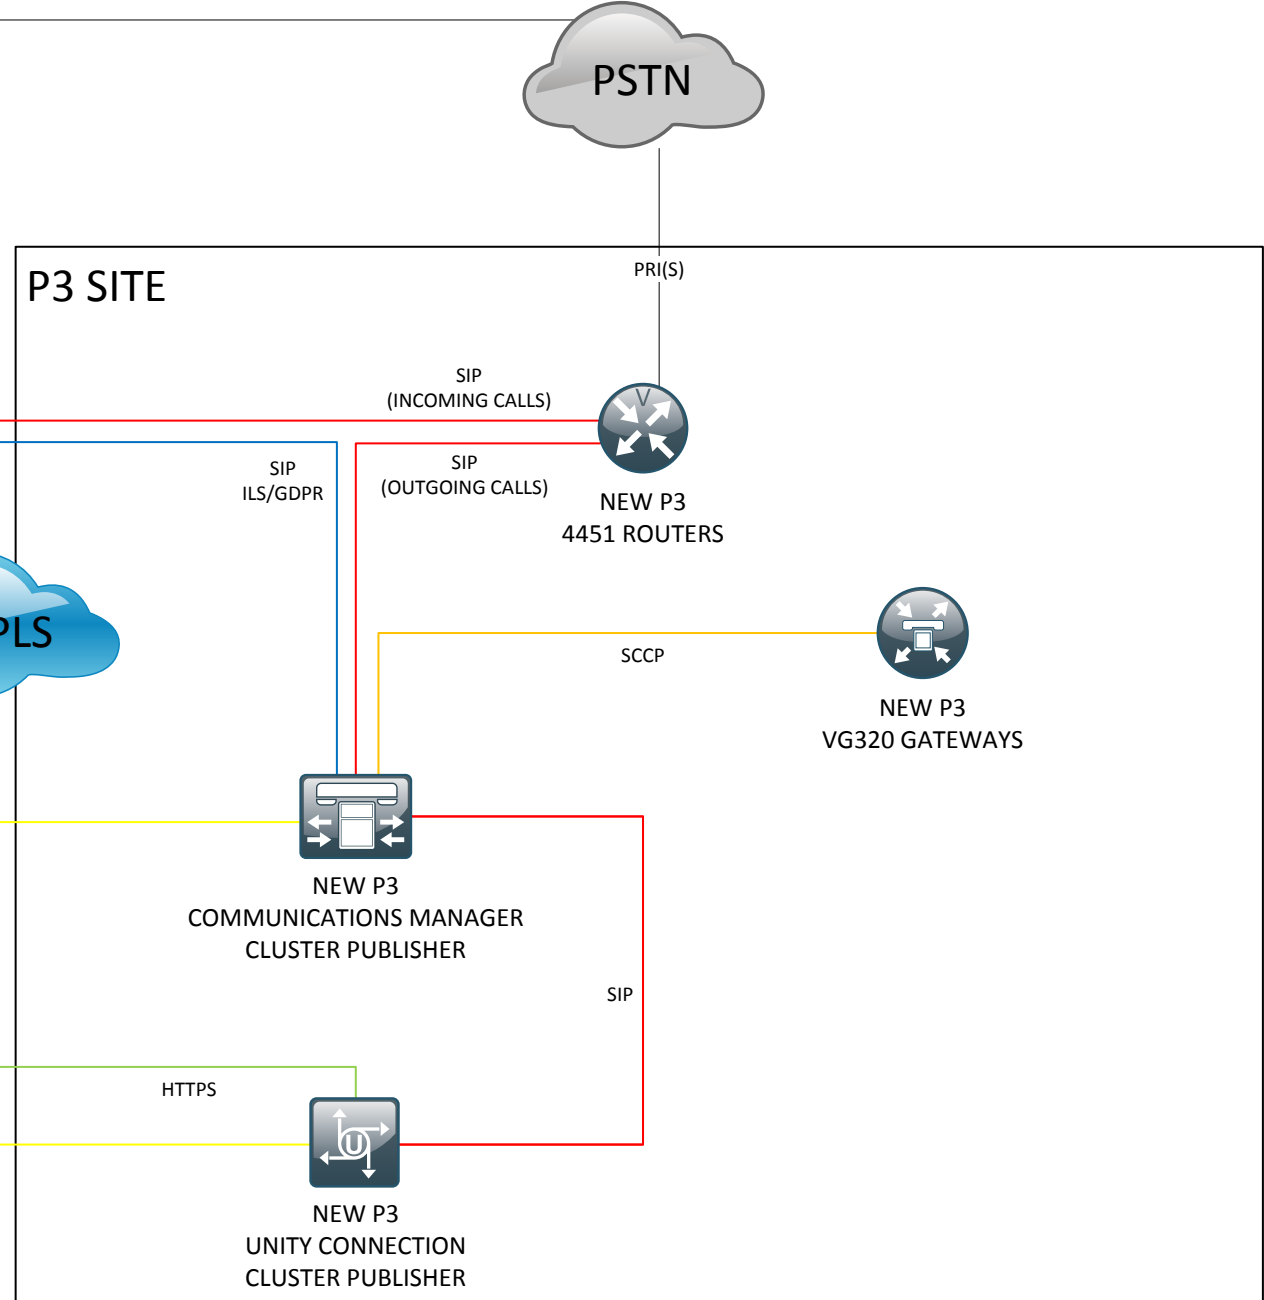 PSTN
PRI(S)
P3 SITE
SIP
(INCOMING CALLS)
SIP
ILS/GDPR
SIP
(OUTGOING CALLS)
NEW P3
4451 ROUTERS
PLS
SCCP
NEW P3
VG320 GATEWAYS
NEW P3
COMMUNICATIONS MANAGER
CLUSTER PUBLISHER
SIP
HTTPS
U
NEW P3
UNITY CONNECTION
CLUSTER PUBLISHER